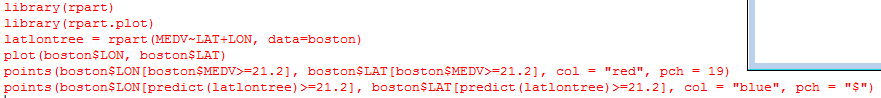 library(rpart)
library(rpart.plot)
latlontree = rpart(MEDV~LAT+LON, data=boston)
plot(boston$LON, boston$LAT)
points(boston$LON[boston$MEDV>=21.2], boston$LAT[boston$MEDV>=21.2], col = "red", pch = 19)
points(boston$LON[predict(latlontree)>=21.2], boston$LAT[predict(latlontree)>=21.2], col = "blue", pch = "$")